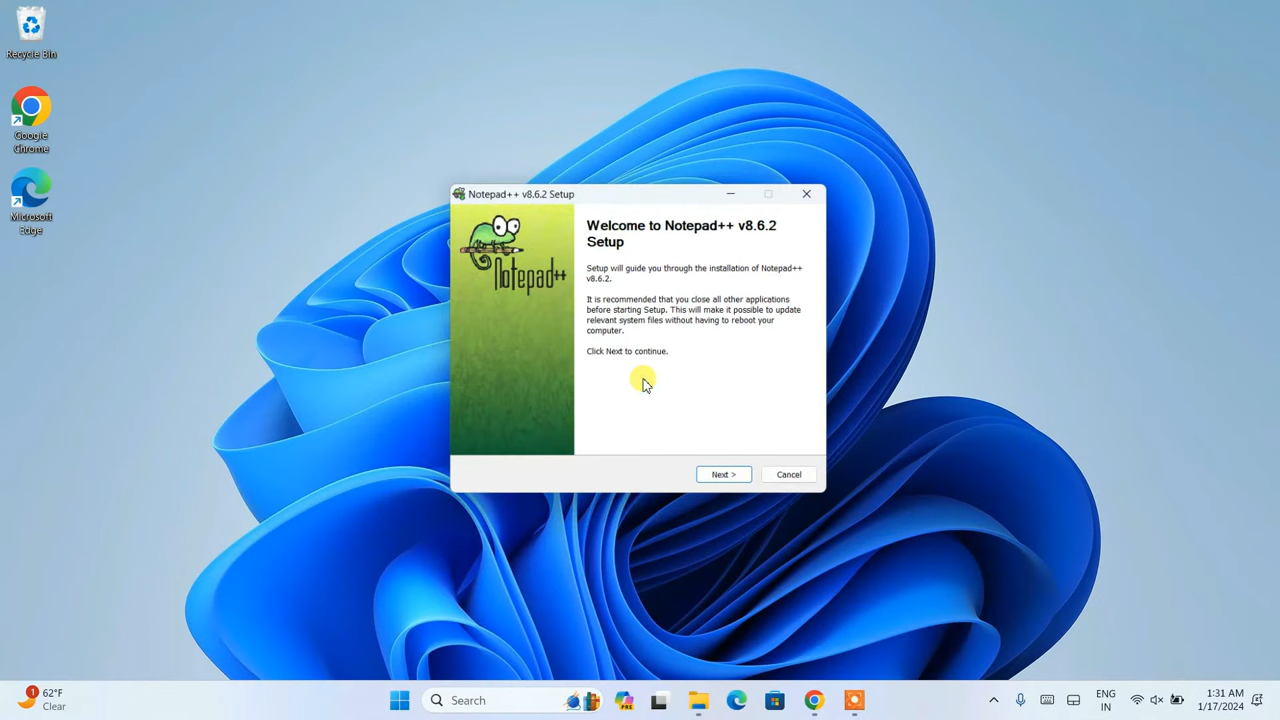 Recycle Bin
Google
Chrome
Microsoft
Edge
Notepad++ v8.6.2 Setup
Notepad++
Welcome to Notepad++ v8.6.2
Setup
Setup will guide you through the installation of Notepad++
v8.6.2.
It is recommended that you close all other applications
before starting Setup. This will make it possible to update
relevant system files without having to reboot your
computer.
Click Next to continue.
Next >
Cancel
1
62°F
Clear
Search
PRE
ENG
IN
1:31 AM
1/17/2024